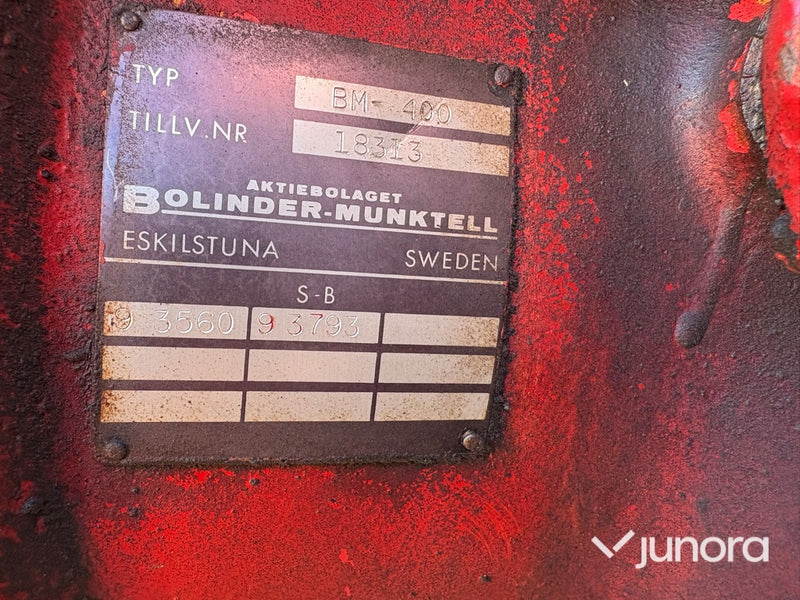 TYP BM-400
TILLV.NR 18313
AKTIEBOLAGET
BOLINDER-MUNKTELL
ESKILSTUNA SWEDEN
S-B
9 3560 9 3793
junora